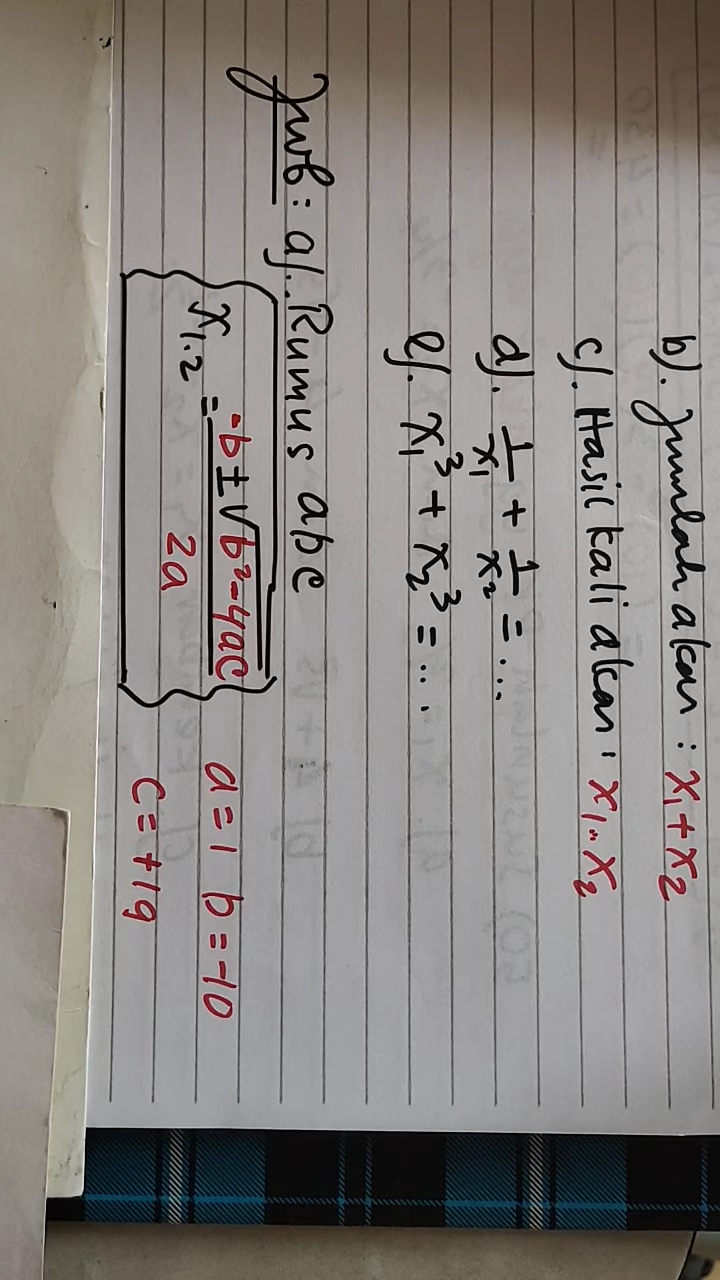 b). Jumlah akar : x₁+x₂
c). Hasil kali akar : x₁.x₂
d). 1/x₁ + 1/x₂ = ...
e). x₁³ + x₂³ = ...
Jwb : a). Rumus abc
x₁.₂ = -b ± √b²-4ac / 2a
a = 1 b = -10
c = +19